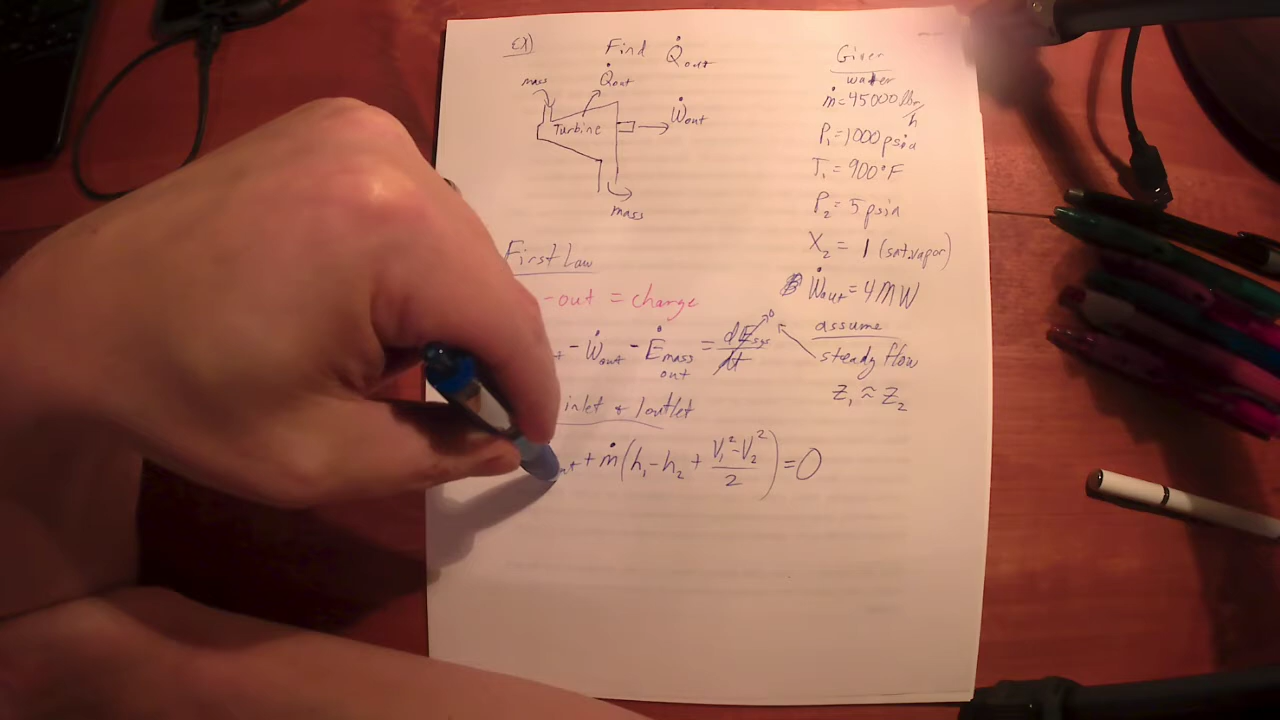 ex) Find Q̇out
mass Q̇out
Turbine Ẇout
mass
Given
water
ṁ = 45000 lbm/h
P₁ = 1000 psia
T₁ = 900°F
P₂ = 5 psia
X₂ = 1 (sat.vapor)
Ẇout = 4 MW
assume
steady flow
Z₁ ≈ Z₂
First Law
-out = change
- Ẇout - Ėmass out = dEsys/dt → 0
inlet & 1 outlet
+ ṁ(h₁ - h₂ + (V₁² - V₂²)/2) = 0